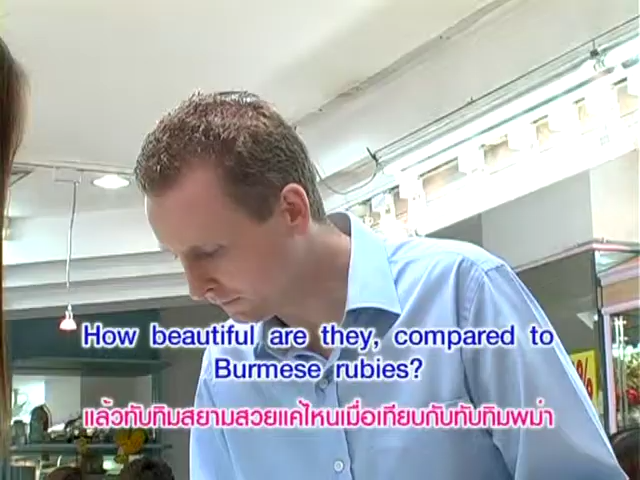 How beautiful are they, compared to
Burmese rubies?
แล้วทับทิมสยามสวยแค่ไหนเมื่อเทียบกับทับทิมพม่า
%